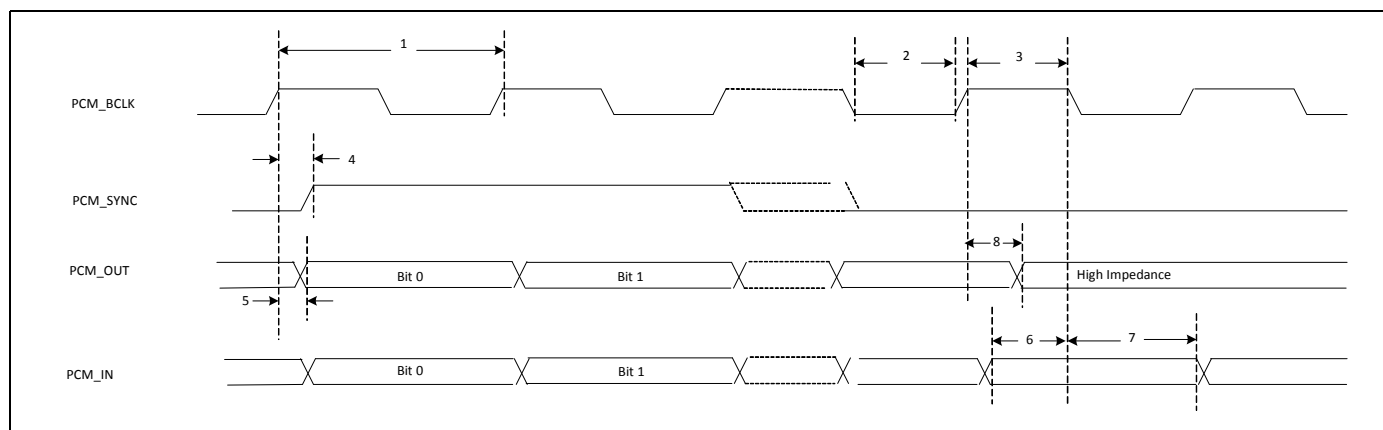 1
2
3
PCM_BCLK
4
PCM_SYNC
8
PCM_OUT
Bit 0
Bit 1
High Impedance
5
6
7
PCM_IN
Bit 0
Bit 1